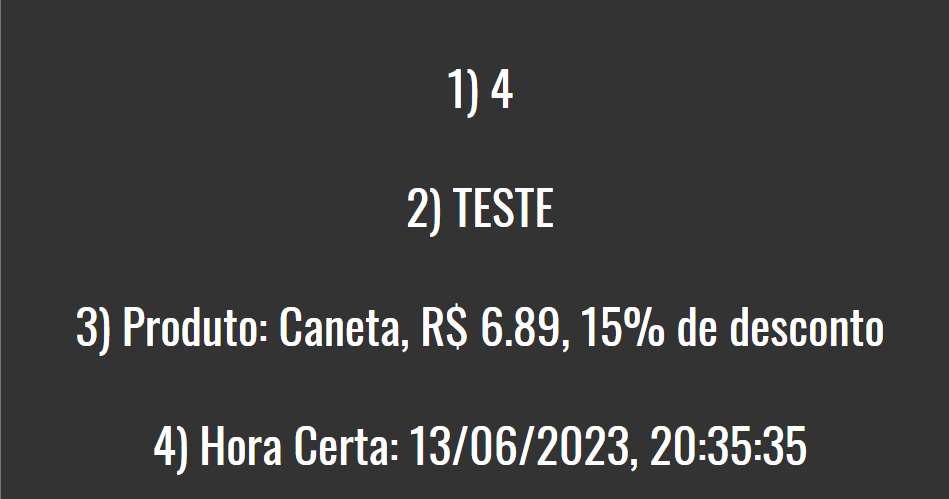 1) 4
2) TESTE
3) Produto: Caneta, R$ 6.89, 15% de desconto
4) Hora Certa: 13/06/2023, 20:35:35